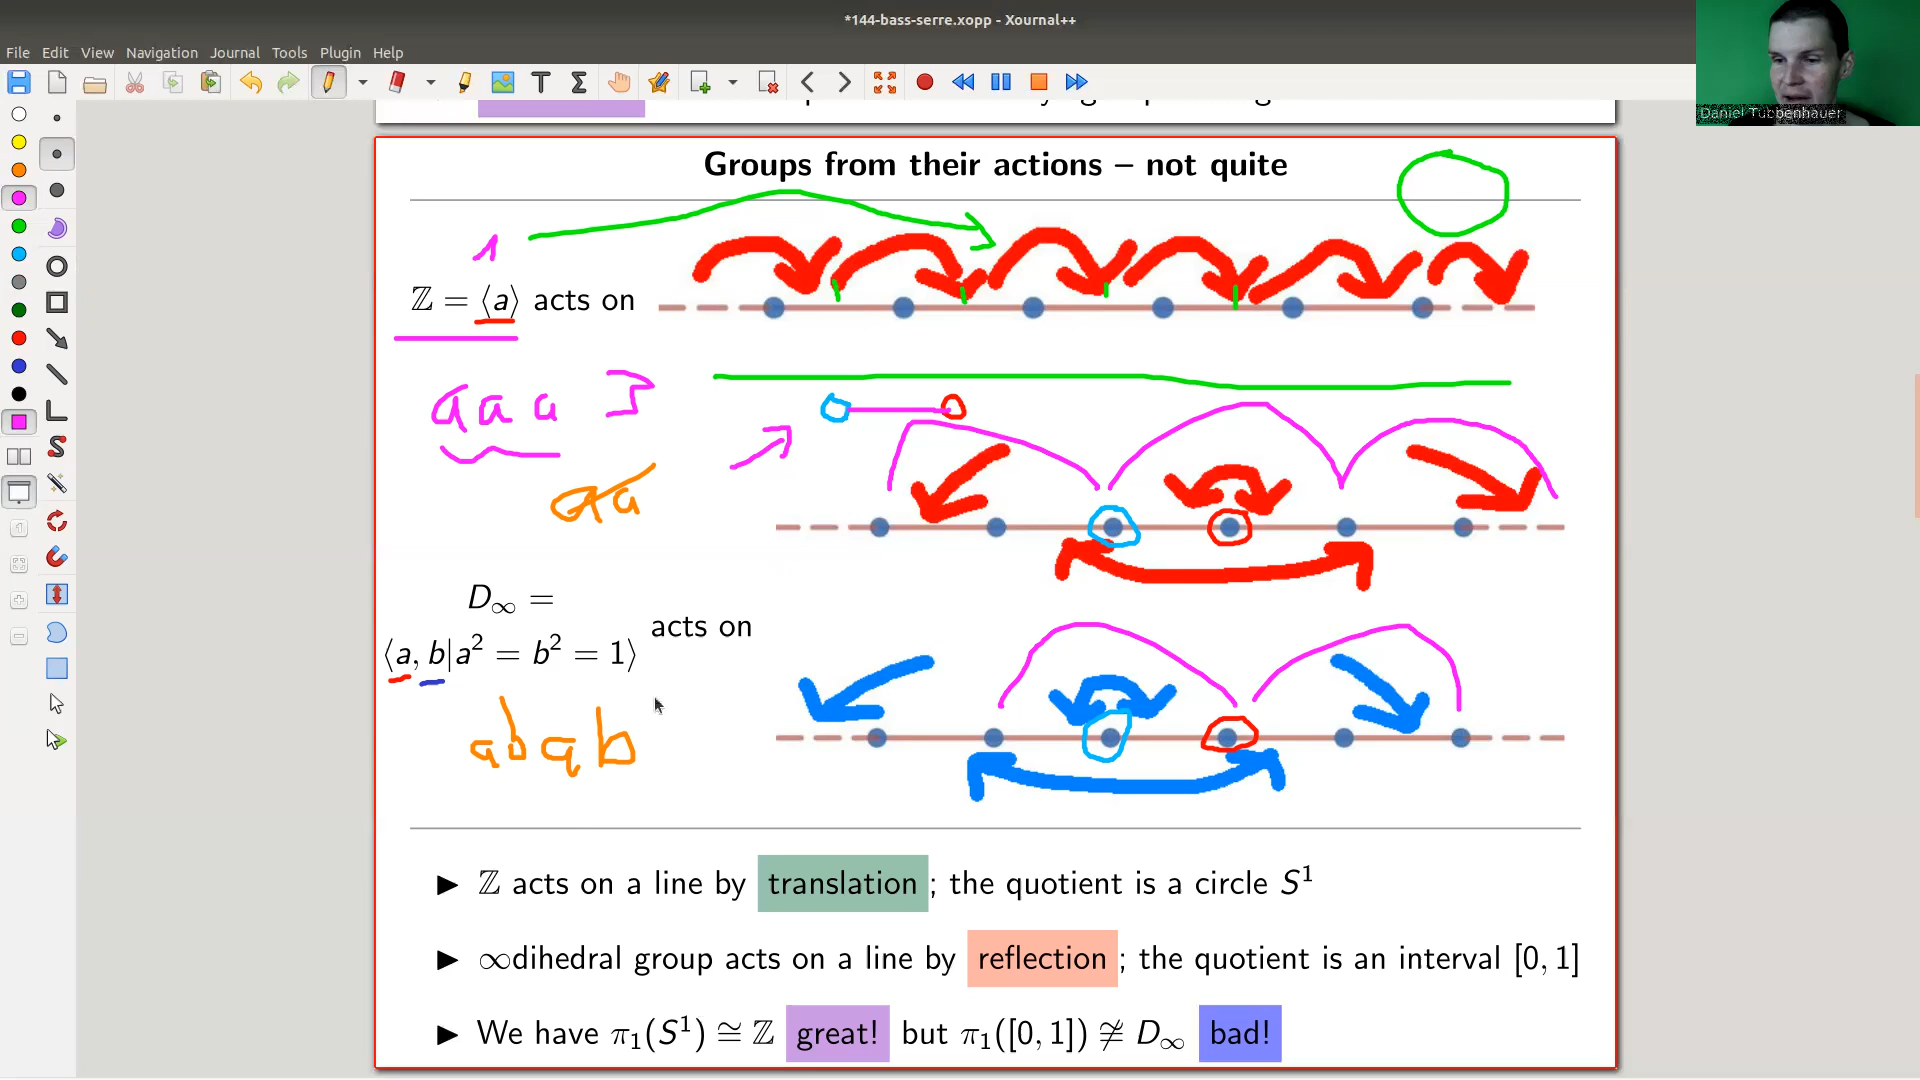 *144-bass-serre.xopp - Xournal++
File Edit View Navigation Journal Tools Plugin Help
Daniel Tubbenhauer
Groups from their actions – not quite
1
ℤ = ⟨a⟩ acts on
a a a
a a
D∞ =
⟨a, b|a² = b² = 1⟩ acts on
a b a b
▶ ℤ acts on a line by translation; the quotient is a circle S¹
▶ ∞dihedral group acts on a line by reflection; the quotient is an interval [0, 1]
▶ We have π₁(S¹) ≅ ℤ great! but π₁([0, 1]) ≇ D∞ bad!